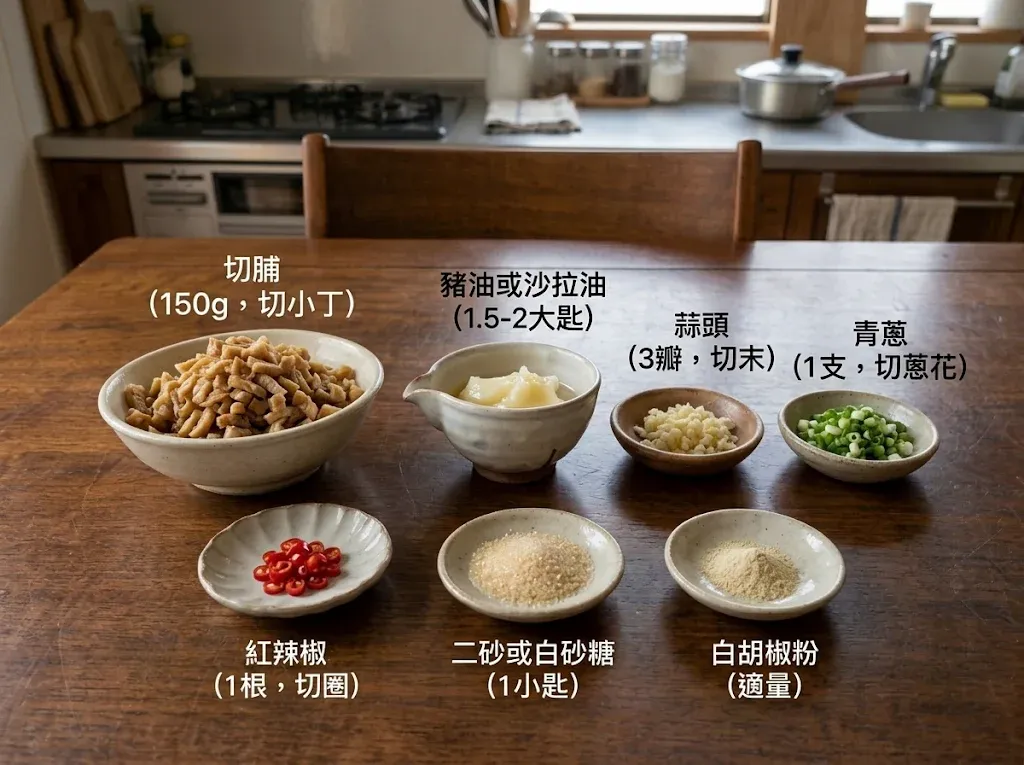 切脯
(150g，切小丁)
豬油或沙拉油
(1.5-2大匙)
蒜頭
(3瓣，切末)
青蔥
(1支，切蔥花)
紅辣椒
(1根，切圈)
二砂或白砂糖
(1小匙)
白胡椒粉
(適量)